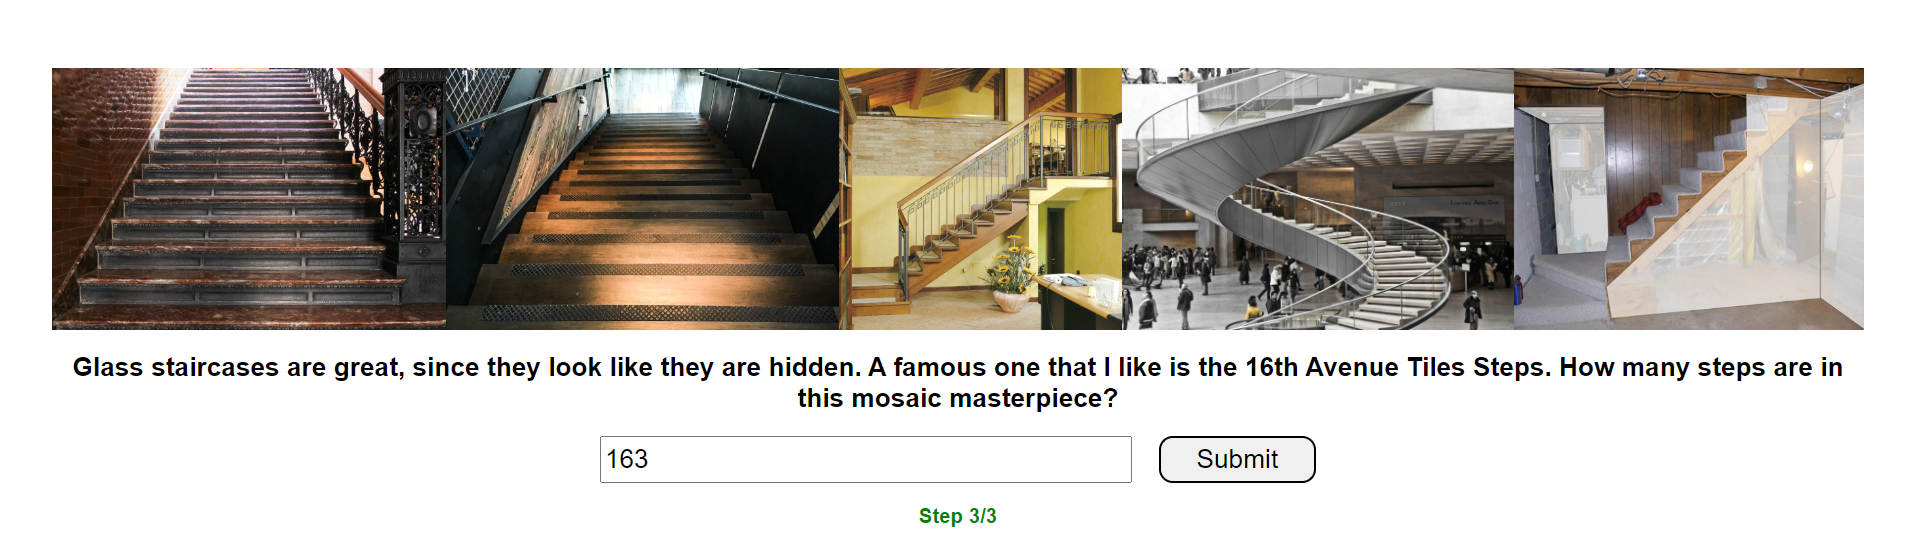 Glass staircases are great, since they look like they are hidden. A famous one that I like is the 16th Avenue Tiles Steps. How many steps are in
this mosaic masterpiece?
163
Submit
Step 3/3